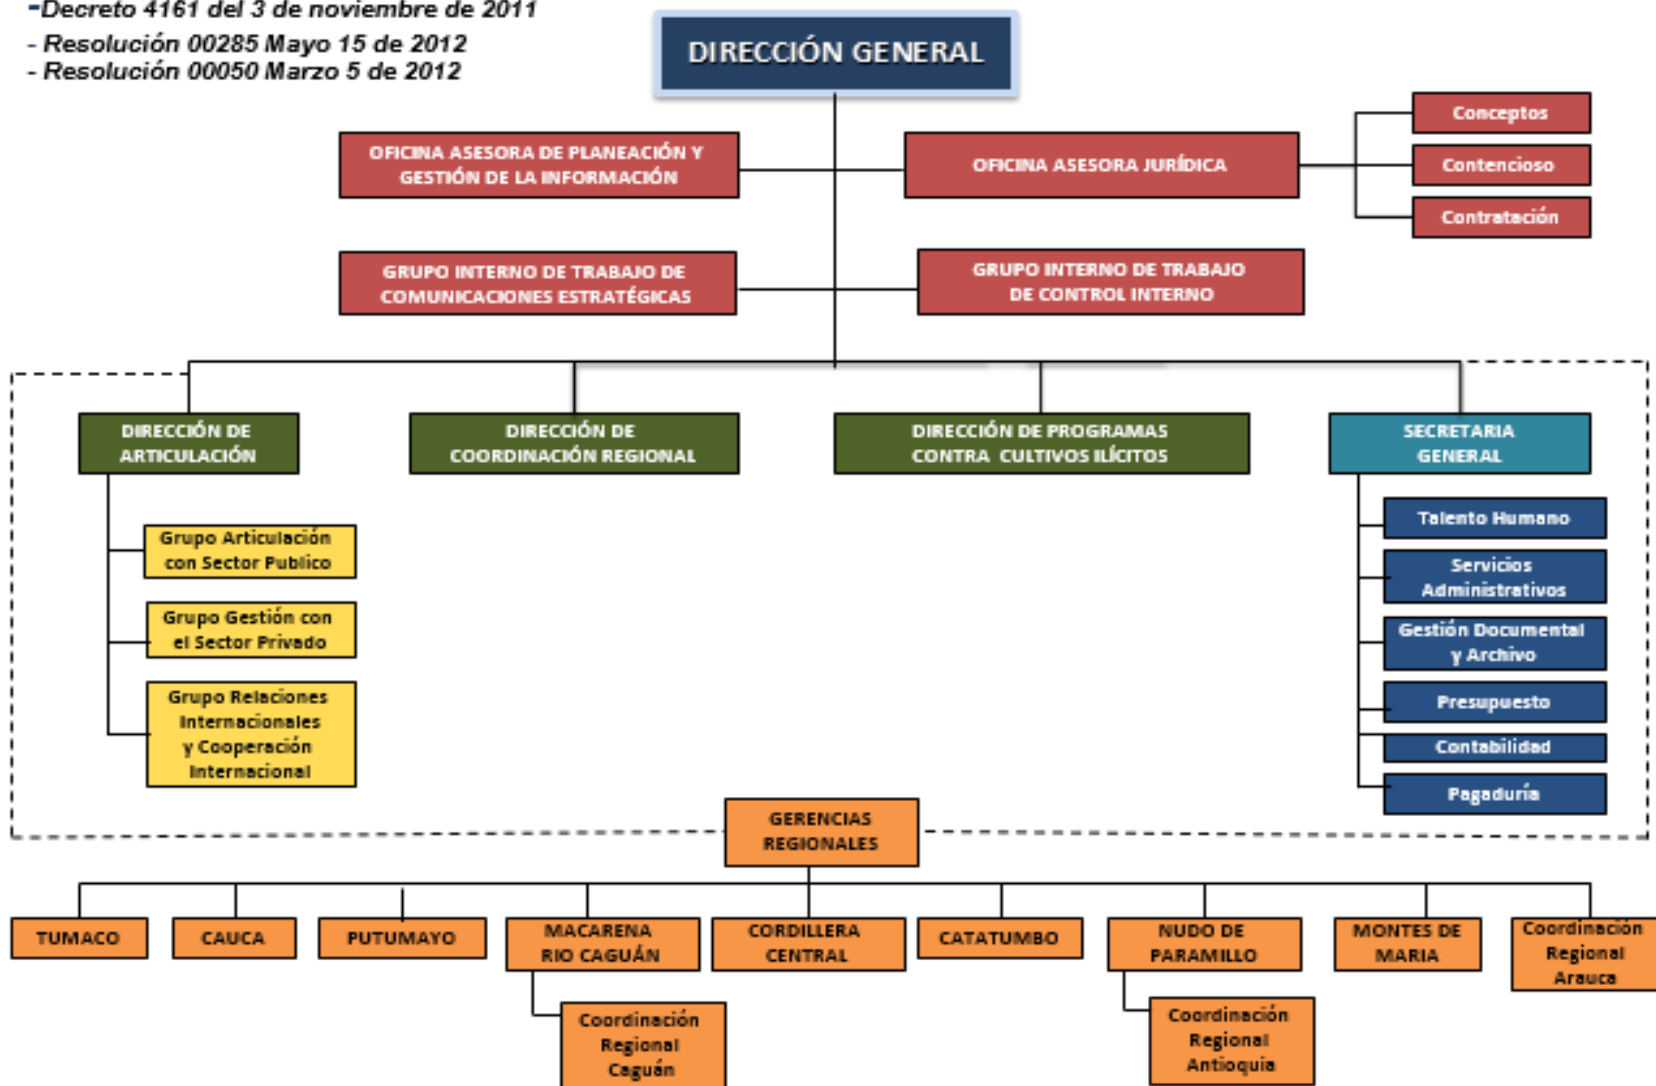 -Decreto 4161 del 3 de noviembre de 2011
- Resolución 00285 Mayo 15 de 2012
- Resolución 00050 Marzo 5 de 2012
DIRECCIÓN GENERAL
OFICINA ASESORA DE PLANEACIÓN Y
GESTIÓN DE LA INFORMACIÓN
OFICINA ASESORA JURÍDICA
Conceptos
Contencioso
Contratación
GRUPO INTERNO DE TRABAJO DE
COMUNICACIONES ESTRATÉGICAS
GRUPO INTERNO DE TRABAJO
DE CONTROL INTERNO
DIRECCIÓN DE
ARTICULACIÓN
DIRECCIÓN DE
COORDINACIÓN REGIONAL
DIRECCIÓN DE PROGRAMAS
CONTRA CULTIVOS ILÍCITOS
SECRETARIA
GENERAL
Grupo Articulación
con Sector Publico
Grupo Gestión con
el Sector Privado
Grupo Relaciones
Internacionales
y Cooperación
Internacional
Talento Humano
Servicios
Administrativos
Gestión Documental
y Archivo
Presupuesto
Contabilidad
Pagaduría
GERENCIAS
REGIONALES
TUMACO
CAUCA
PUTUMAYO
MACARENA
RIO CAGUÁN
CORDILLERA
CENTRAL
CATATUMBO
NUDO DE
PARAMILLO
MONTES DE
MARIA
Coordinación
Regional
Arauca
Coordinación
Regional
Caguán
Coordinación
Regional
Antioquia